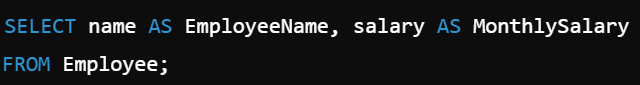 SELECT name AS EmployeeName, salary AS MonthlySalary
FROM Employee;